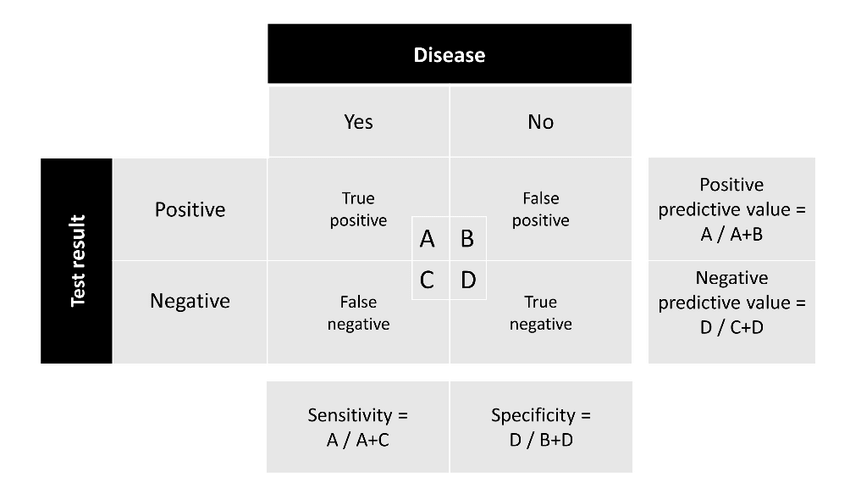 Disease
Yes
No
Test result
Positive
True
positive
False
positive
Positive
predictive value =
A / A+B
A
B
C
D
Negative
False
negative
True
negative
Negative
predictive value =
D / C+D
Sensitivity =
A / A+C
Specificity =
D / B+D